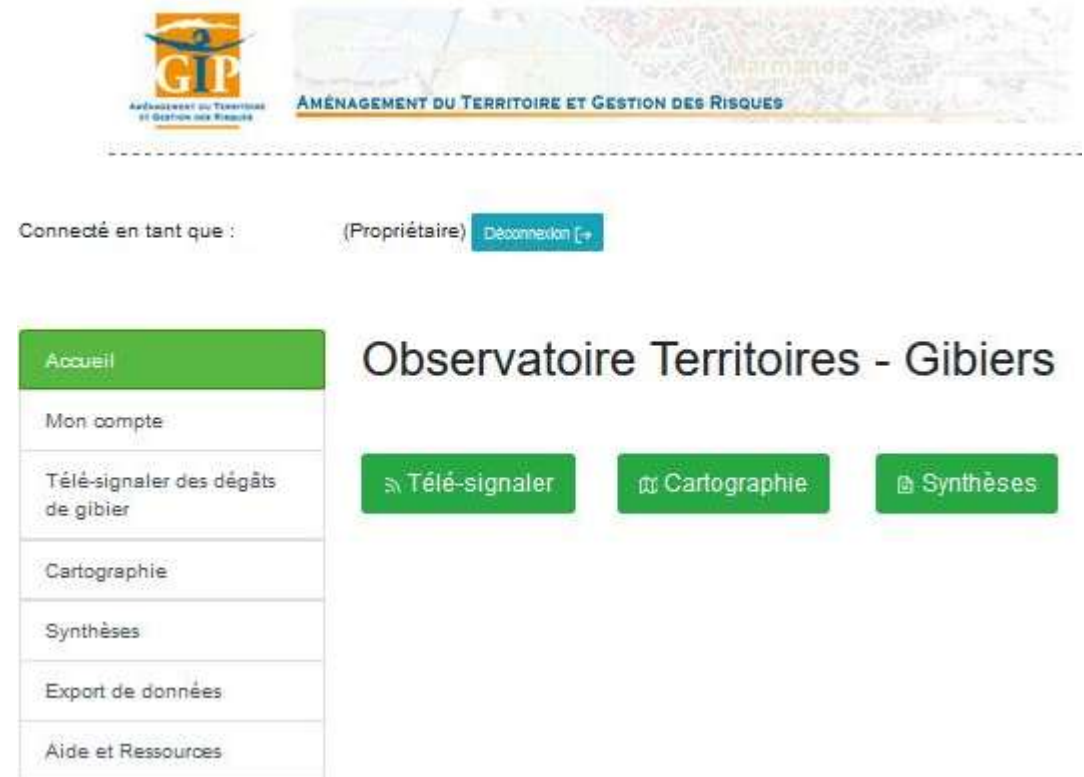 GIP
AMÉNAGEMENT DU TERRITOIRE
ET GESTION DES RISQUES
Marmande
AMÉNAGEMENT DU TERRITOIRE ET GESTION DES RISQUES
Connecté en tant que : (Propriétaire) Déconnexion
Accueil
Mon compte
Télé-signaler des dégâts
de gibier
Cartographie
Synthèses
Export de données
Aide et Ressources
Observatoire Territoires - Gibiers
Télé-signaler
Cartographie
Synthèses